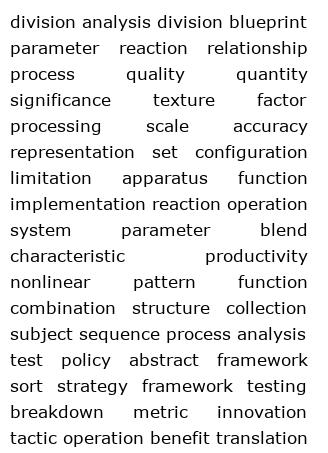 division analysis division blueprint
parameter reaction relationship
process quality quantity
significance texture factor
processing scale accuracy
representation set configuration
limitation apparatus function
implementation reaction operation
system parameter blend
characteristic productivity
nonlinear pattern function
combination structure collection
subject sequence process analysis
test policy abstract framework
sort strategy framework testing
breakdown metric innovation
tactic operation benefit translation